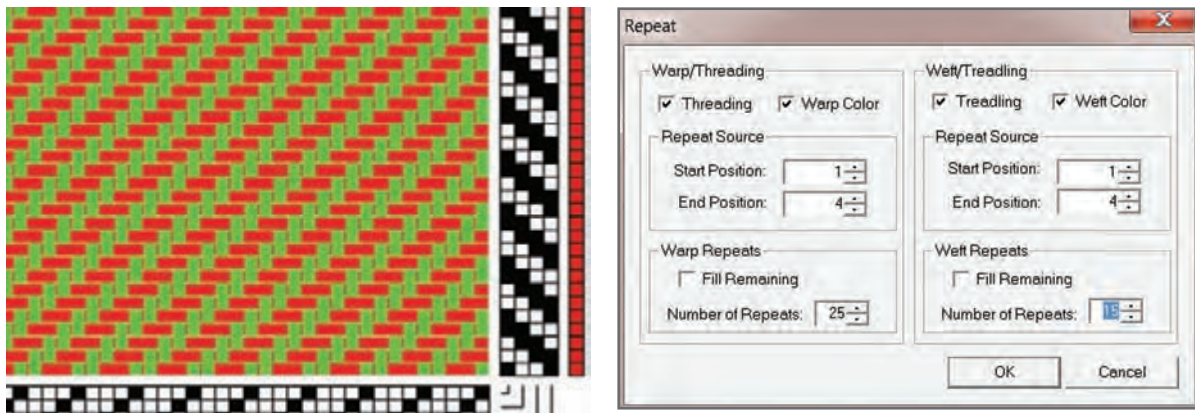 Repeat
Warp/Threading
Threading Warp Color
Repeat Source
Start Position: 1
End Position: 4
Warp Repeats
Fill Remaining
Number of Repeats: 25
Weft/Treadling
Treadling Weft Color
Repeat Source
Start Position: 1
End Position: 4
Weft Repeats
Fill Remaining
Number of Repeats: 15
OK Cancel